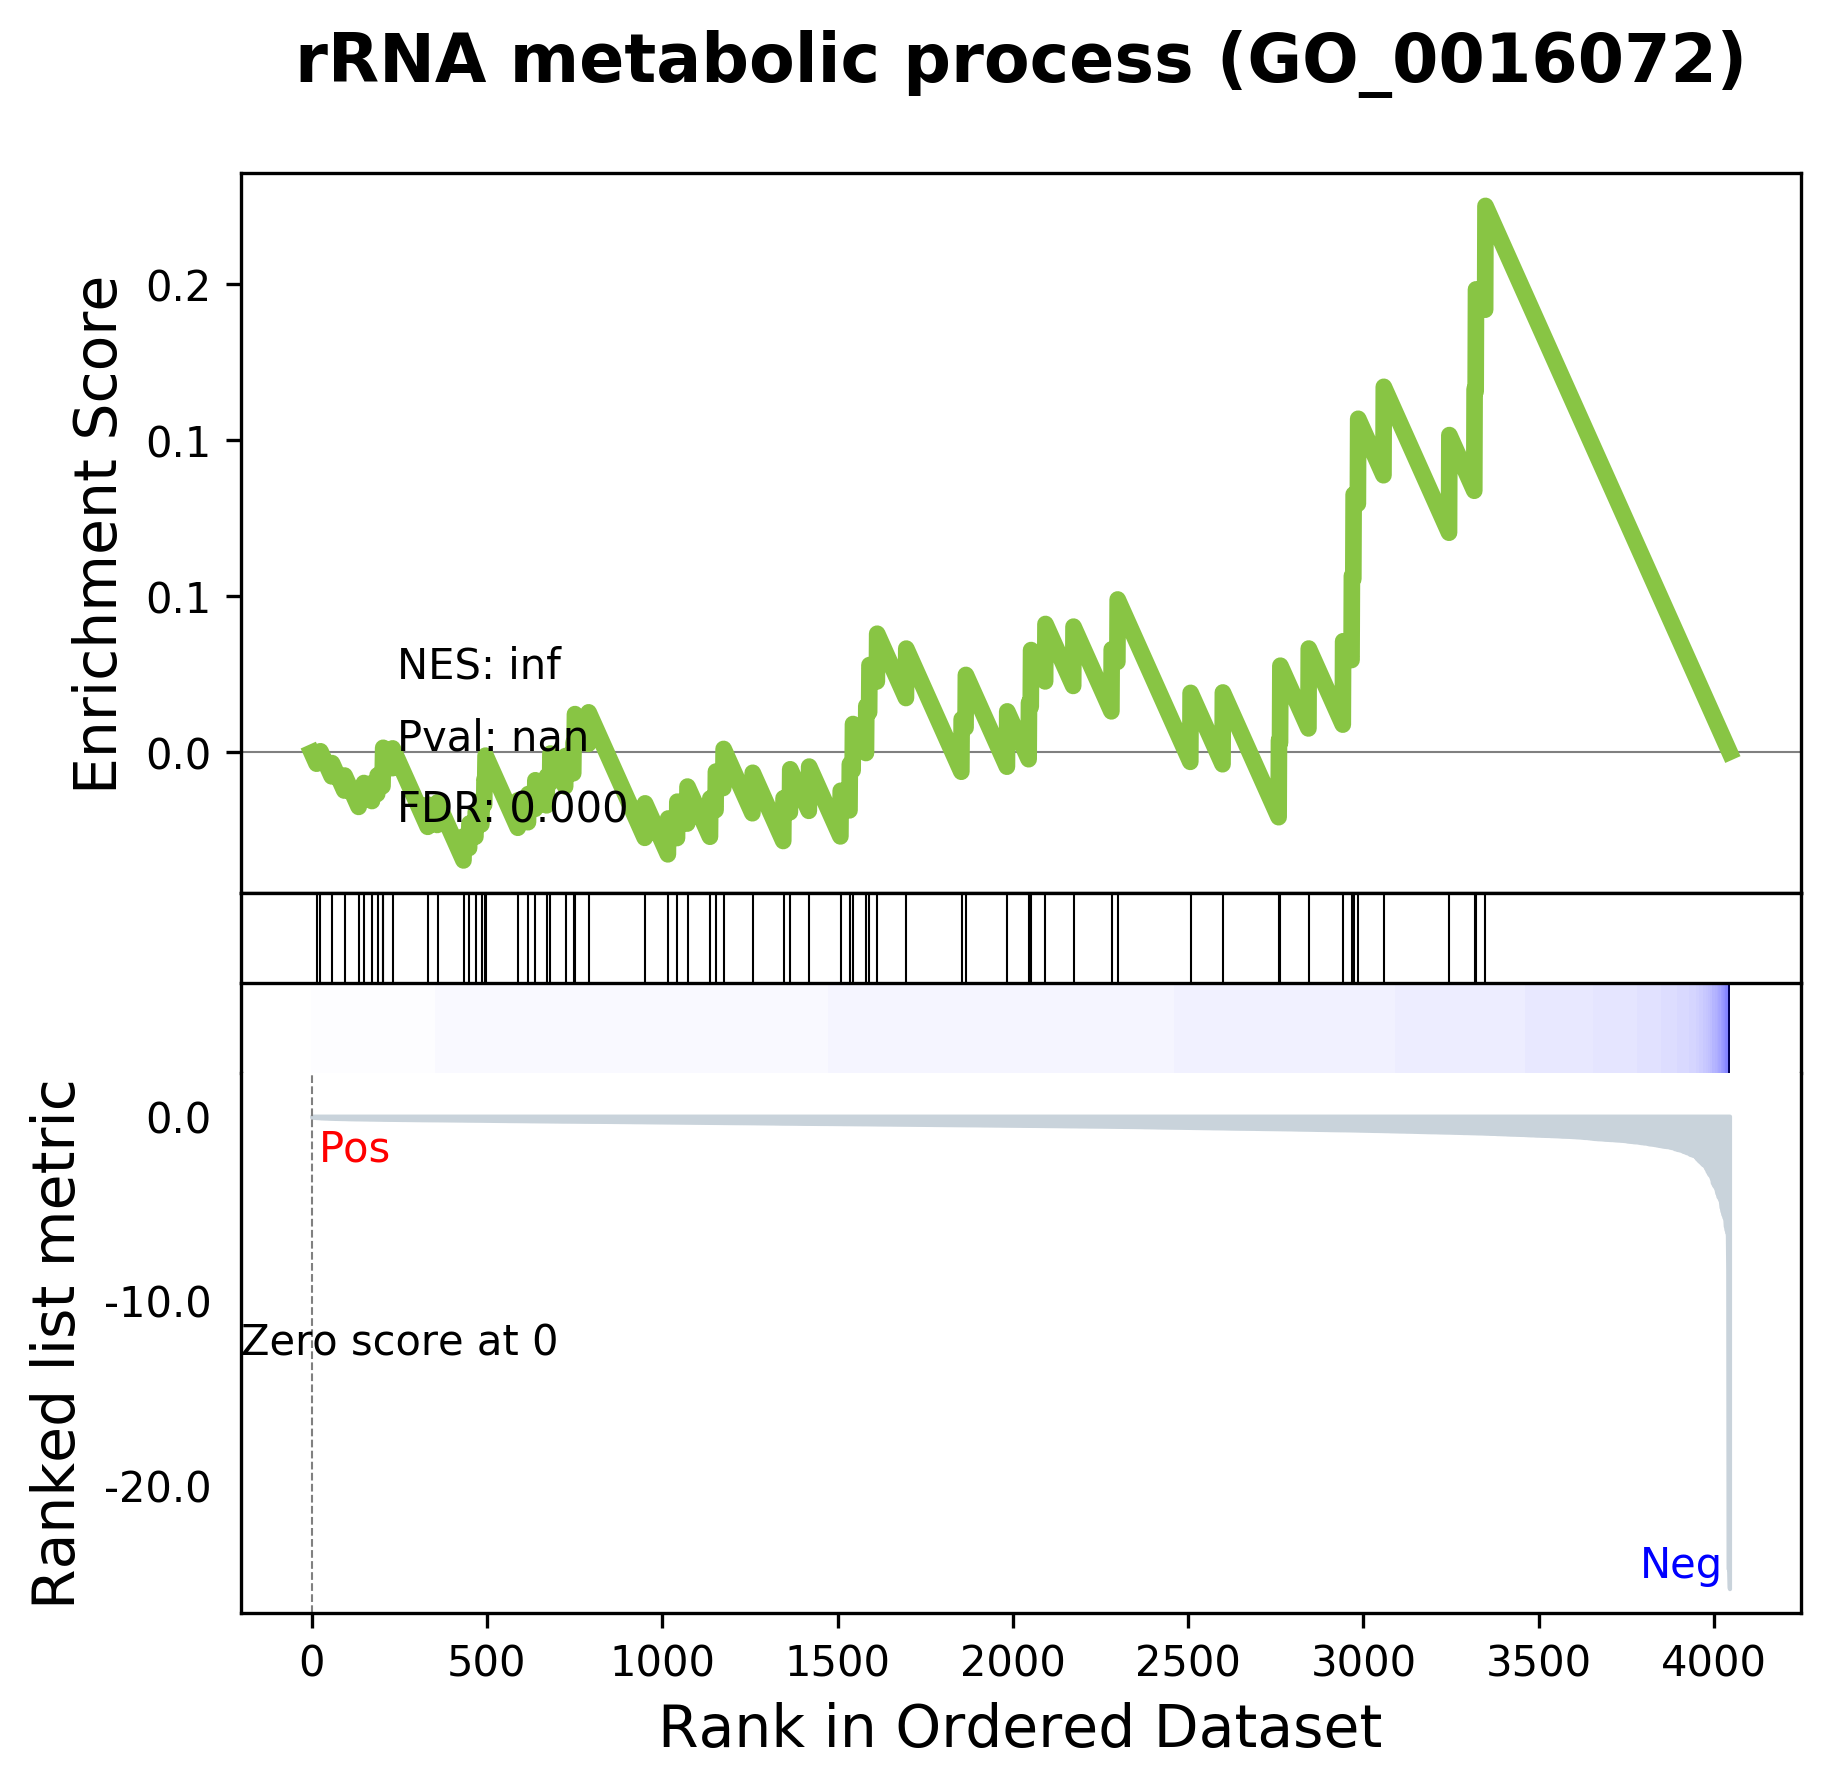 rRNA metabolic process (GO_0016072)
Enrichment Score
0.2
0.1
0.1
0.0
NES: inf
Pval: nan
FDR: 0.000
Ranked list metric
0.0
-10.0
-20.0
Pos
Zero score at 0
Neg
0 500 1000 1500 2000 2500 3000 3500 4000
Rank in Ordered Dataset